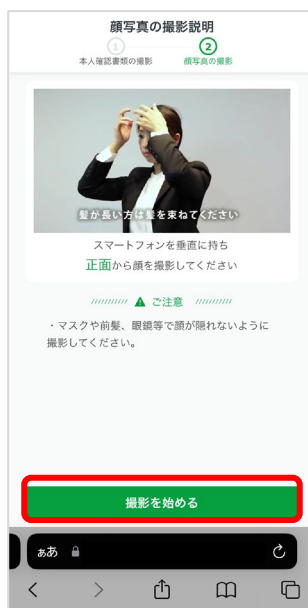 顔写真の撮影説明
1
2
本人確認書類の撮影
顔写真の撮影
髪が長い方は髪を束ねてください
スマートフォンを垂直に持ち
正面から顔を撮影してください
ご注意
・マスクや前髪、眼鏡等で顔が隠れないように
撮影してください。
撮影を始める
ぁあ